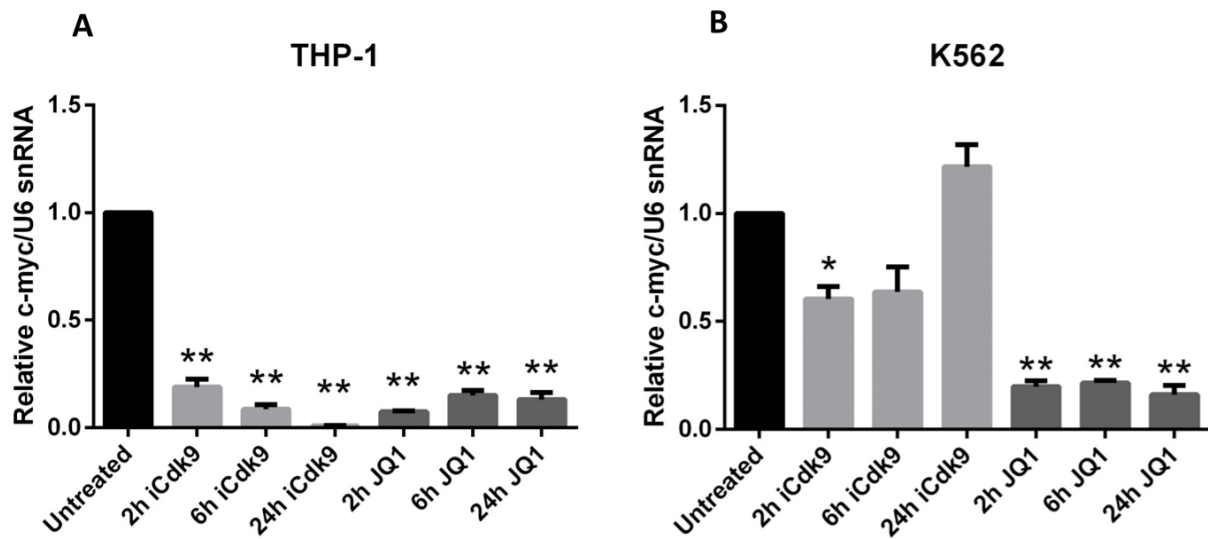 A
THP-1
Relative c-myc/U6 snRNA
1.5
1.0
0.5
0.0
**
**
**
**
**
**
Untreated
2h iCdk9
6h iCdk9
24h iCdk9
2h JQ1
6h JQ1
24h JQ1
B
K562
Relative c-myc/U6 snRNA
1.5
1.0
0.5
0.0
*
**
**
**
Untreated
2h iCdk9
6h iCdk9
24h iCdk9
2h JQ1
6h JQ1
24h JQ1